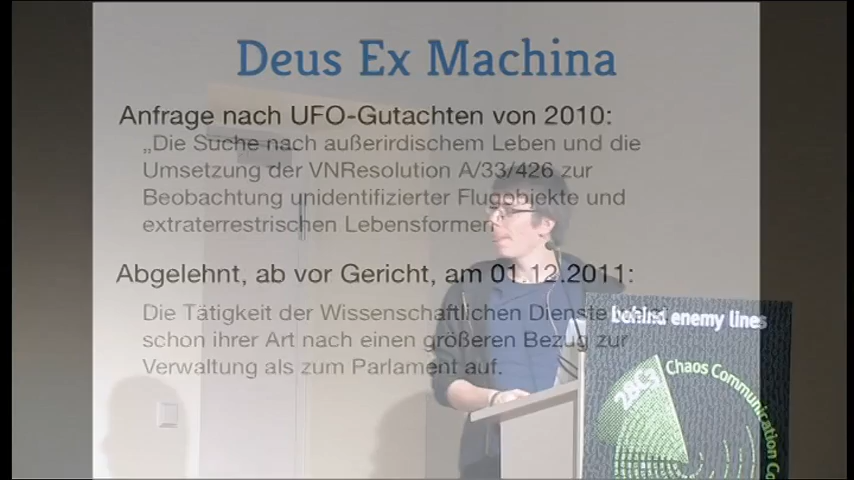 Deus Ex Machina
Anfrage nach UFO-Gutachten von 2010:
„Die Suche nach außerirdischem Leben und die
Umsetzung der VNResolution A/33/426 zur
Beobachtung unidentifizierter Flugobjekte und
extraterrestrischen Lebensformen
Abgelehnt, ab vor Gericht, am 01.12.2011:
Die Tätigkeit der Wissenschaftlichen Dienste
schon ihrer Art nach einen größeren Bezug zur
Verwaltung als zum Parlament auf.
behind enemy lines
28C3
Chaos Communication Co